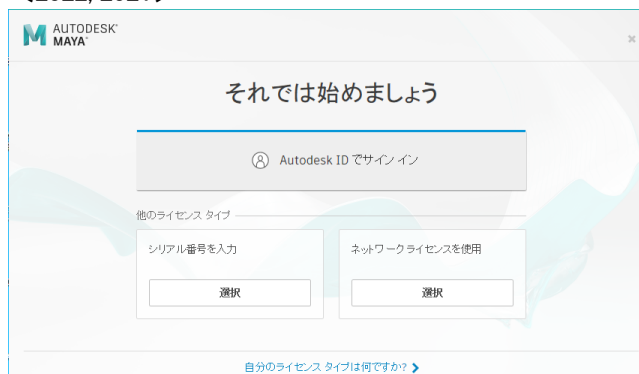 AUTODESK
MAYA
それでは始めましょう
Autodesk ID でサイン イン
他のライセンス タイプ
シリアル番号を入力
ネットワーク ライセンスを使用
選択
選択
自分のライセンス タイプは何ですか?